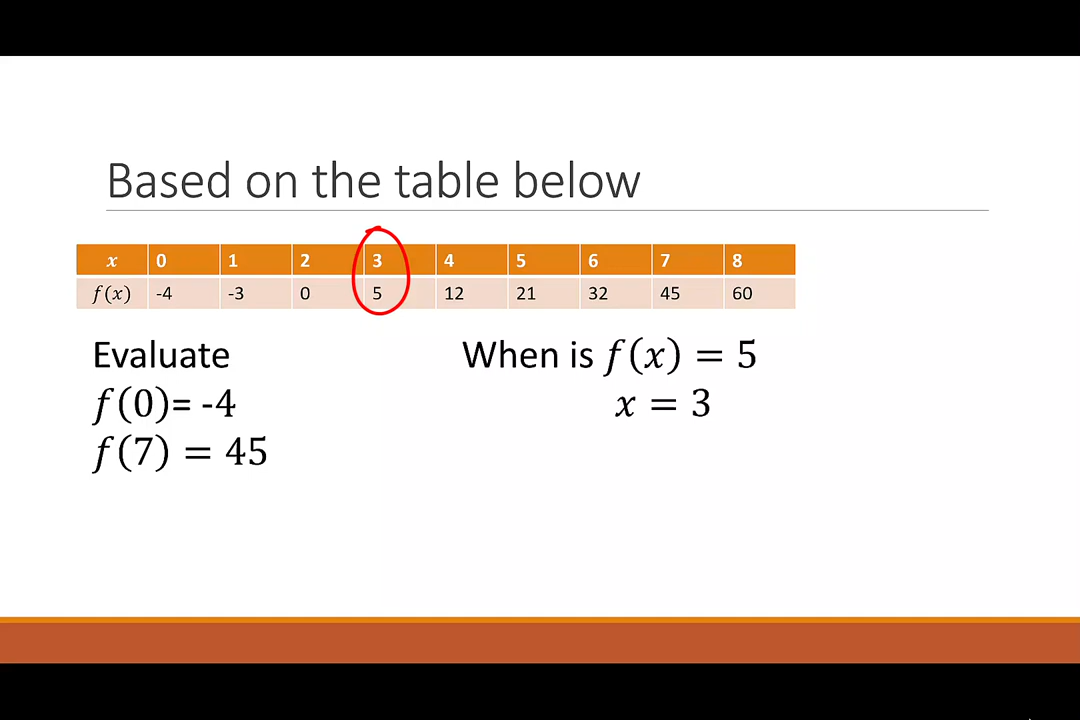 Based on the table below
x 0 1 2 3 4 5 6 7 8
f(x) -4 -3 0 5 12 21 32 45 60
Evaluate
f(0)= -4
f(7) = 45
When is f(x) = 5
x = 3